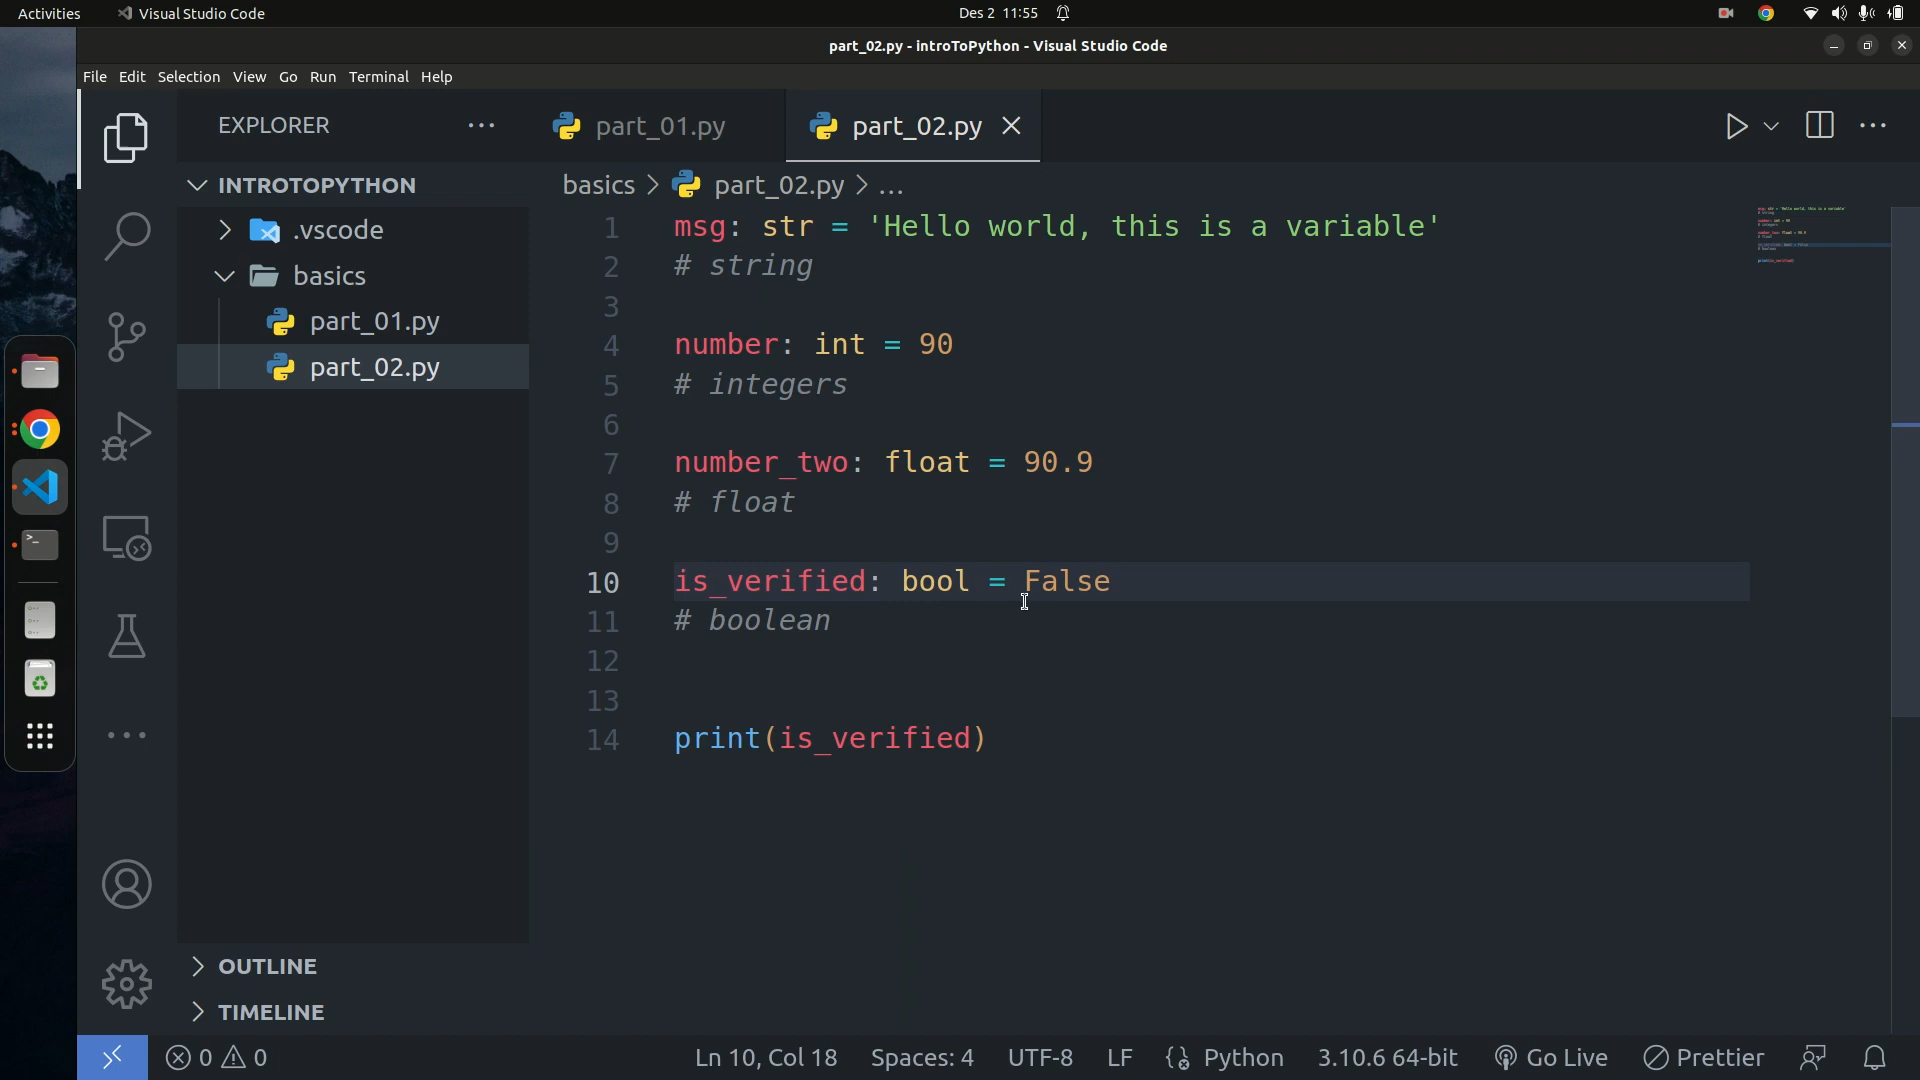 Activities Visual Studio Code Des 2 11:55
part_02.py - introToPython - Visual Studio Code
File Edit Selection View Go Run Terminal Help
EXPLORER ··· part_01.py part_02.py ···
INTROTOPYTHON
basics > part_02.py > ...
.vscode
basics
part_01.py
part_02.py
1 msg: str = 'Hello world, this is a variable'
2 # string
3
4 number: int = 90
5 # integers
6
7 number_two: float = 90.9
8 # float
9
10 is_verified: bool = False
11 # boolean
12
13
14 print(is_verified)
OUTLINE
TIMELINE
0 0 Ln 10, Col 18 Spaces: 4 UTF-8 LF Python 3.10.6 64-bit Go Live Prettier